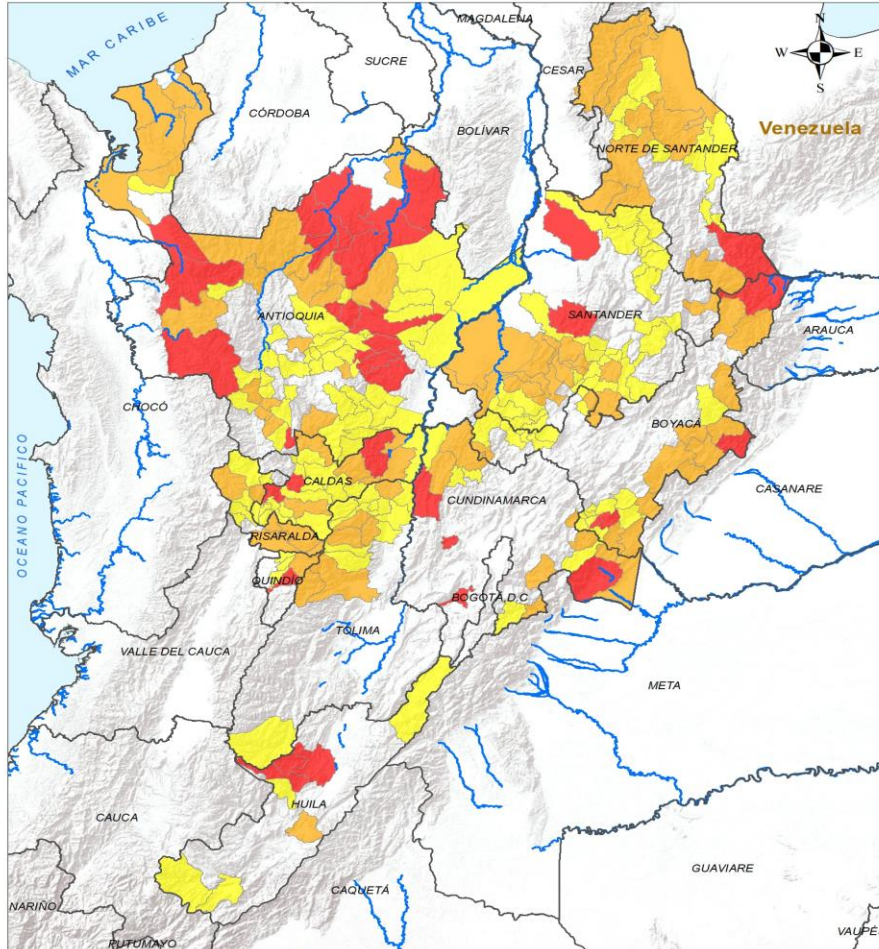 MAGDALENA
N
MAR CARIBE
W
E
SUCRE
CESAR
S
CÓRDOBA
BOLÍVAR
Venezuela
NORTE DE SANTANDER
ANTIOQUIA
SANTANDER
ARAUCA
CHOCÓ
BOYACÁ
OCEANO PACÍFICO
CALDAS
CUNDINAMARCA
CASANARE
RISARALDA
QUINDÍO
BOGOTÁ D.C
TOLIMA
VALLE DEL CAUCA
META
HUILA
CAUCA
GUAVIARE
CAQUETÁ
NARIÑO
VAUPÉ
PUTUMAYO